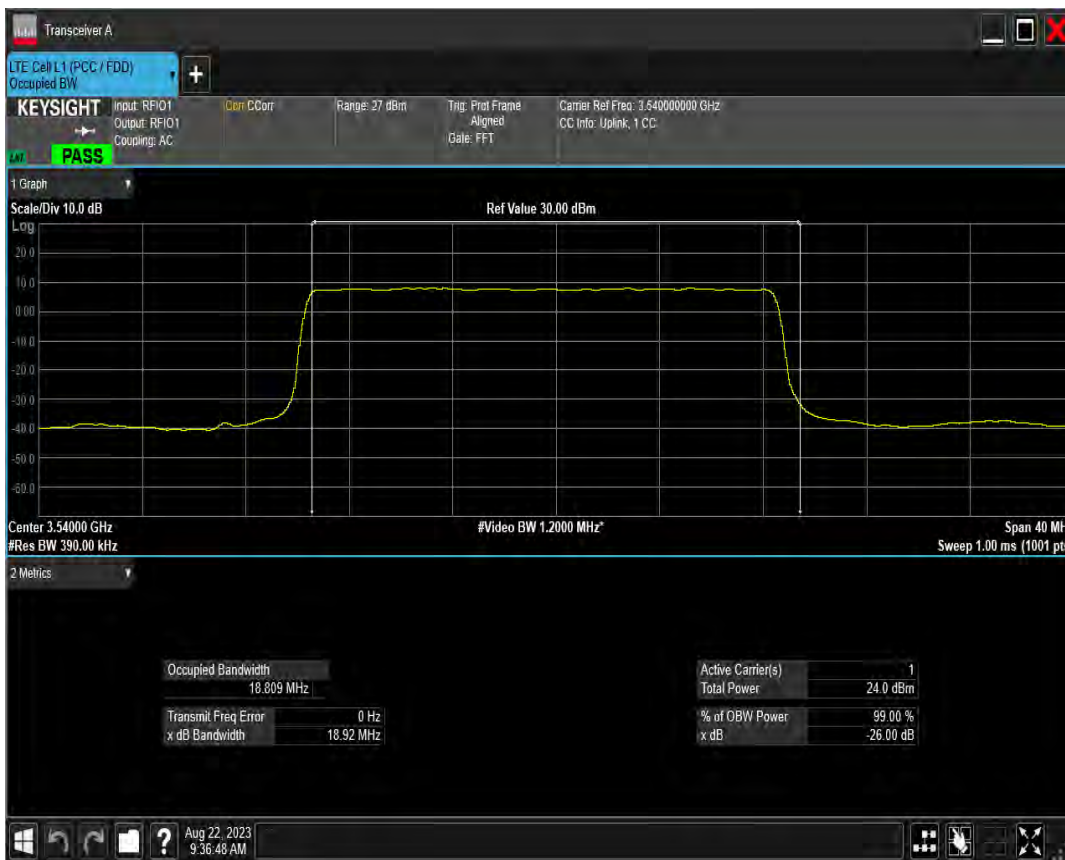 Transceiver A
LTE Cell L1 (PCC / FDD)
Occupied BW
KEYSIGHT
PASS
Input: RFIO1
Output: RFIO1
Coupling: AC
Corr CCorr
Range: 27 dBm
Trig: Prot Frame
Aligned
Gate: FFT
Carrier Ref Freq: 3.540000000 GHz
CC Info: Uplink, 1 CC
1 Graph
Scale/Div 10.0 dB
Ref Value 30.00 dBm
Log
20.0
10.0
0.00
-10.0
-20.0
-30.0
-40.0
-50.0
-60.0
Center 3.54000 GHz
#Video BW 1.2000 MHz*
Span 40 MH
#Res BW 390.00 kHz
Sweep 1.00 ms (1001 pt
2 Metrics
Occupied Bandwidth
18.809 MHz
Transmit Freq Error 0 Hz
x dB Bandwidth 18.92 MHz
Active Carrier(s) 1
Total Power 24.0 dBm
% of OBW Power 99.00 %
x dB -26.00 dB
?
Aug 22, 2023
9:36:48 AM